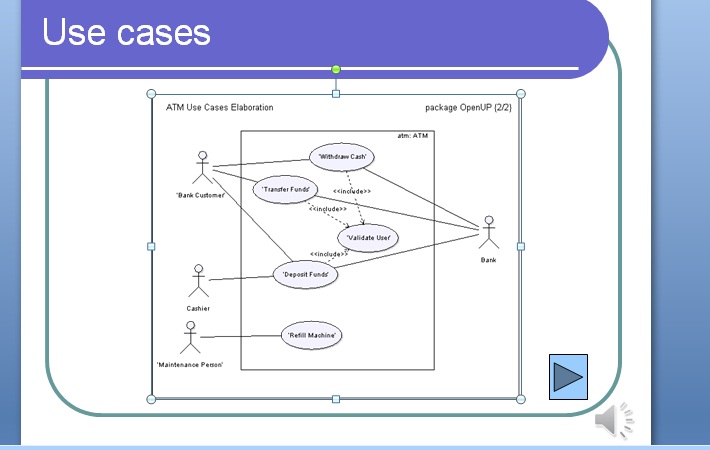 Use cases
ATM Use Cases Elaboration
package OpenUP (2/2)
atm: ATM
'Withdraw Cash'
'Bank Customer'
'Transfer Funds'
<<include>>
<<include>>
'Validate User'
<<include>>
Bank
'Deposit Funds'
Cashier
'Refill Machine'
'Maintenance Person'